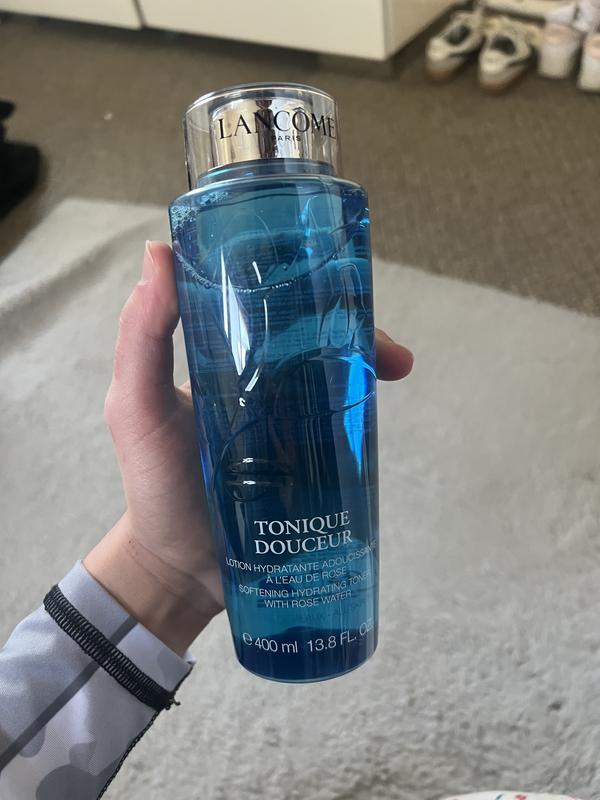 LANCÔME
PARIS
TONIQUE
DOUCEUR
LOTION HYDRATANTE ADOUCISSANTE
À L'EAU DE ROSE
SOFTENING HYDRATING TONER
WITH ROSE WATER
℮ 400 ml 13.8 FL. OZ.